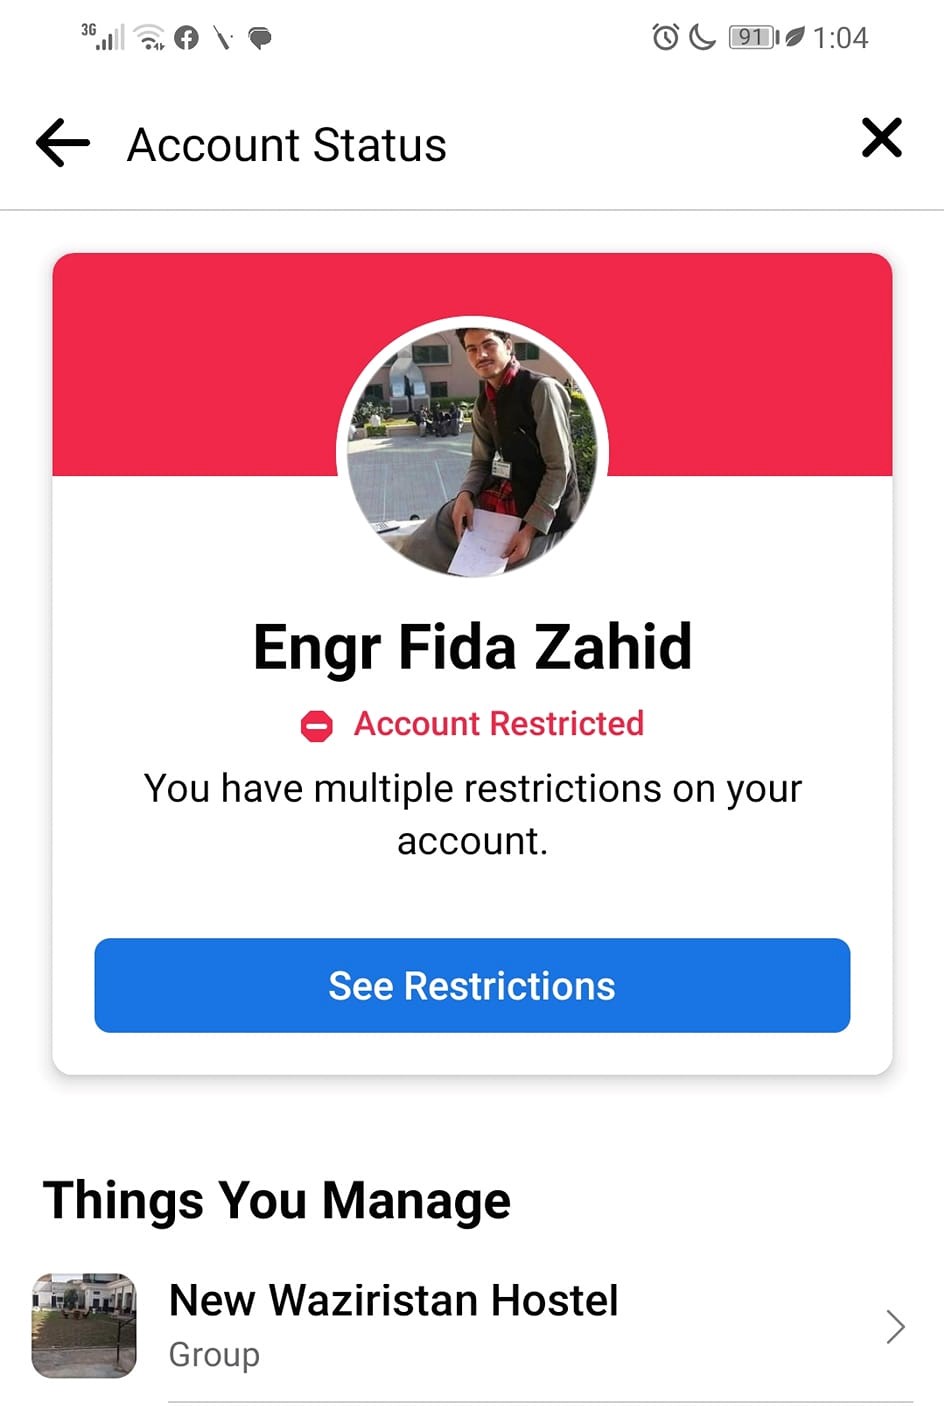 3G 91 1:04
Account Status
Engr Fida Zahid
Account Restricted
You have multiple restrictions on your
account.
See Restrictions
Things You Manage
New Waziristan Hostel
Group